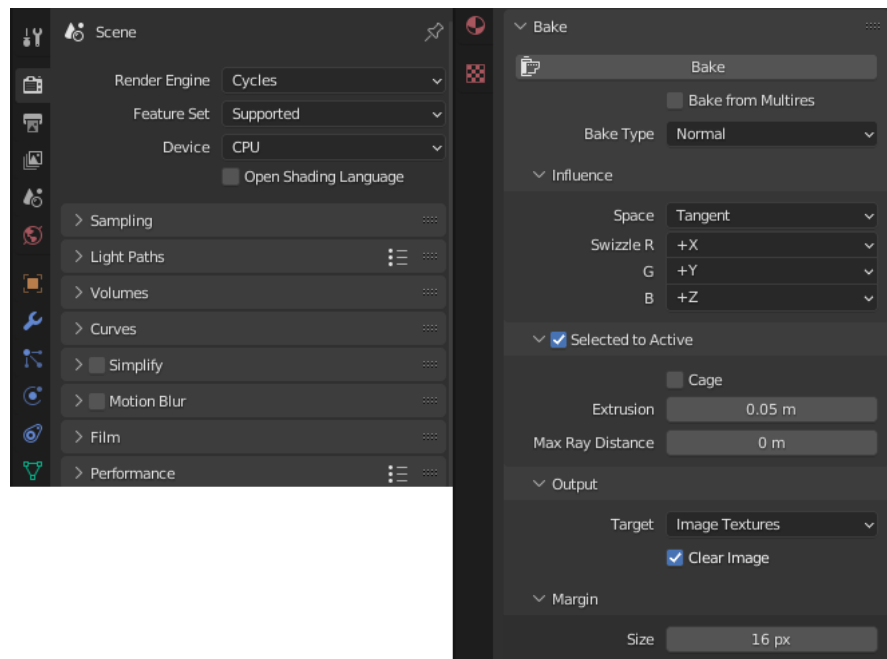 Scene
Render Engine Cycles
Feature Set Supported
Device CPU
Open Shading Language
Sampling
Light Paths
Volumes
Curves
Simplify
Motion Blur
Film
Performance
Bake
Bake
Bake from Multires
Bake Type Normal
Influence
Space Tangent
Swizzle R +X
G +Y
B +Z
Selected to Active
Cage
Extrusion 0.05 m
Max Ray Distance 0 m
Output
Target Image Textures
Clear Image
Margin
Size 16 px